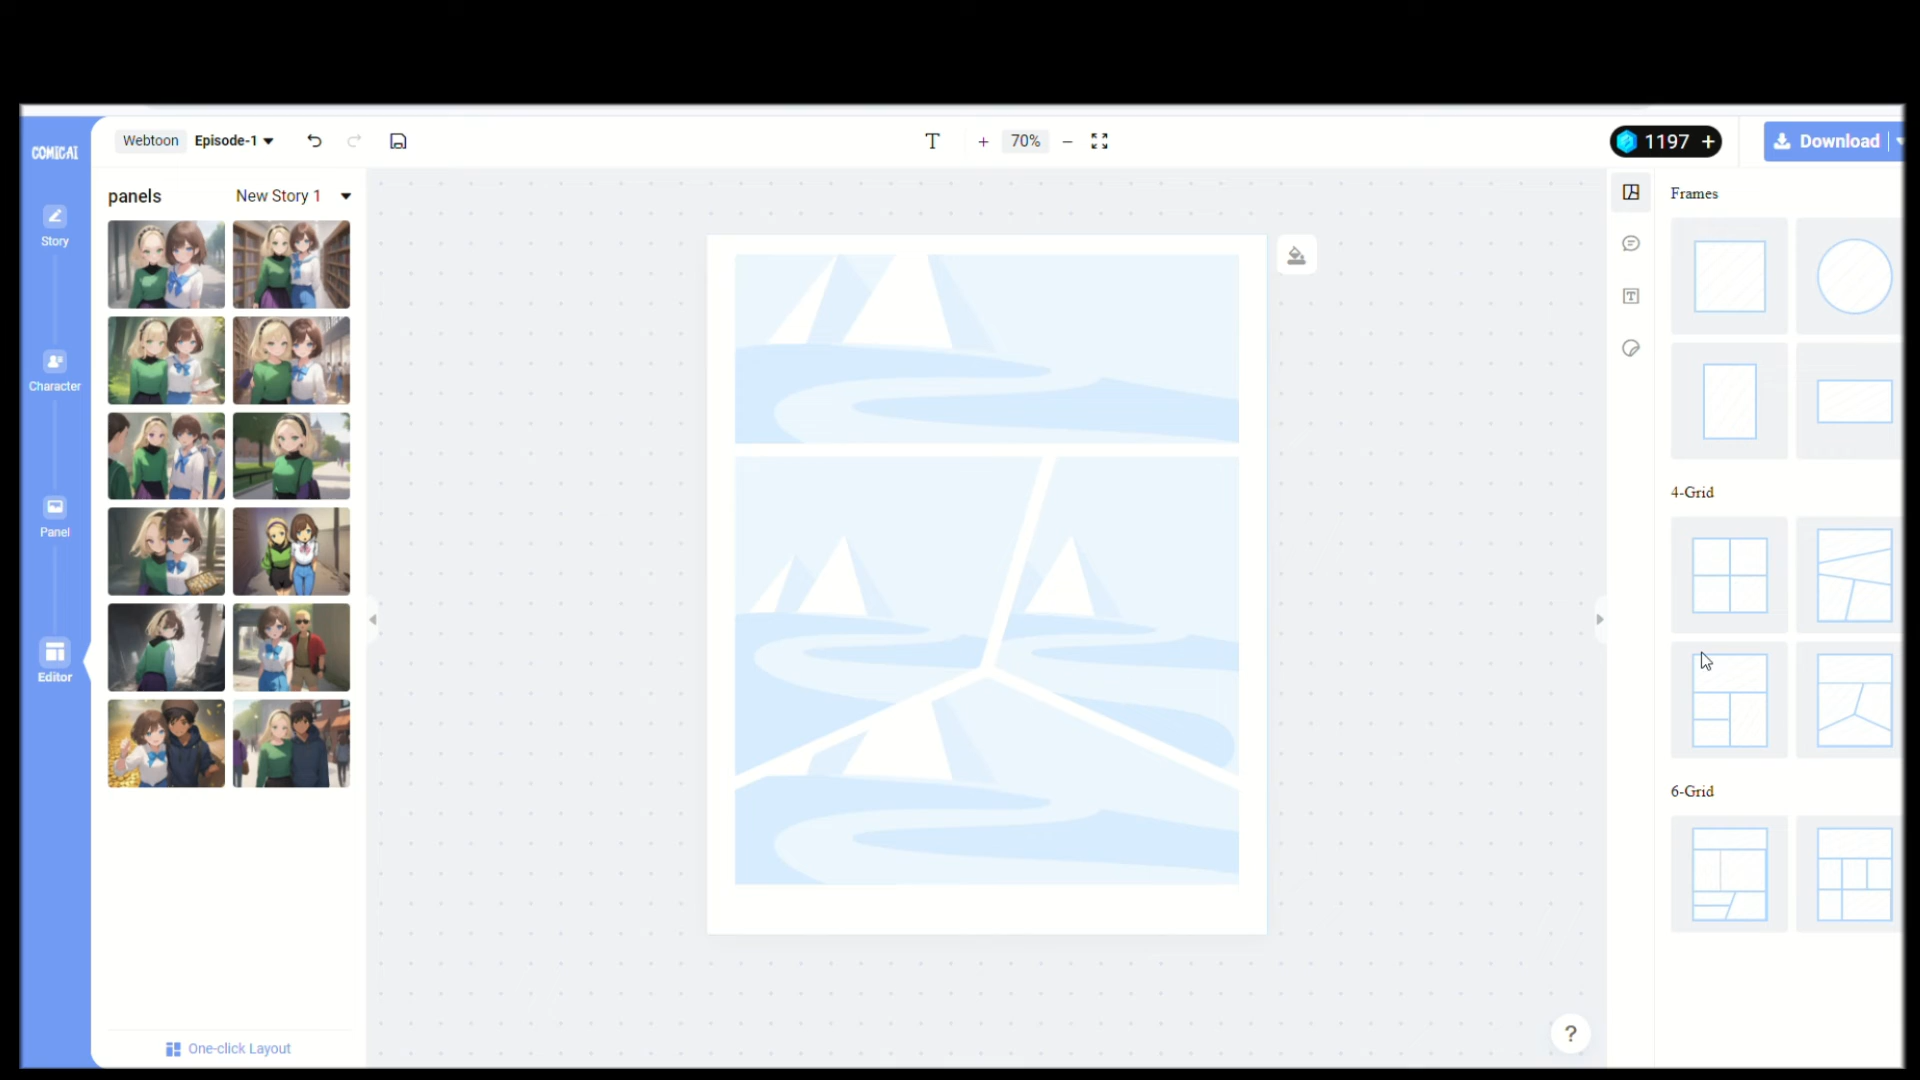 COMICAI
Webtoon
Episode-1
T
+
70%
−
1197
+
Download
Story
Character
Panel
Editor
panels
New Story 1
One-click Layout
Frames
4-Grid
6-Grid
T
?